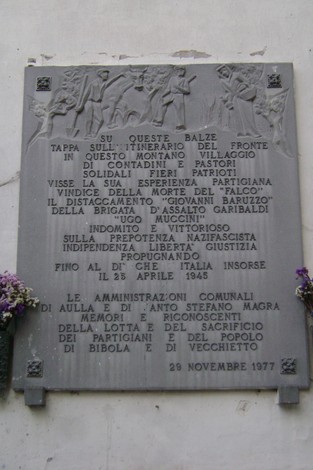 SU QUESTE BALZE
TAPPA SULL'ITINERARIO DEL FRONTE
IN QUESTO MONTANO VILLAGGIO
DI CONTADINI E PASTORI
SOLIDALI FIERI PATRIOTI
VISSE LA SUA ESPERIENZA PARTIGIANA
VINDICE DELLA MORTE DEL "FALCO"
IL DISTACCAMENTO "GIOVANNI BARUZZO"
DELLA BRIGATA D'ASSALTO GARIBALDI
"UGO MUCCINI"
INDOMITO E VITTORIOSO
SULLA PREPOTENZA NAZIFASCISTA
INDIPENDENZA LIBERTA' GIUSTIZIA
PROPUGNANDO
FINO AL DI' CHE ITALIA INSORSE
IL 25 APRILE 1945
LE AMMINISTRAZIONI COMUNALI
DI AULLA E DI ANTO STEFANO MAGRA
MEMORI E RICONOSCENTI
DELLA LOTTA E DEL SACRIFICIO
DEI PARTIGIANI E DEL POPOLO
DI BIBOLA E DI VECCHIETTO
29 NOVEMBRE 1977